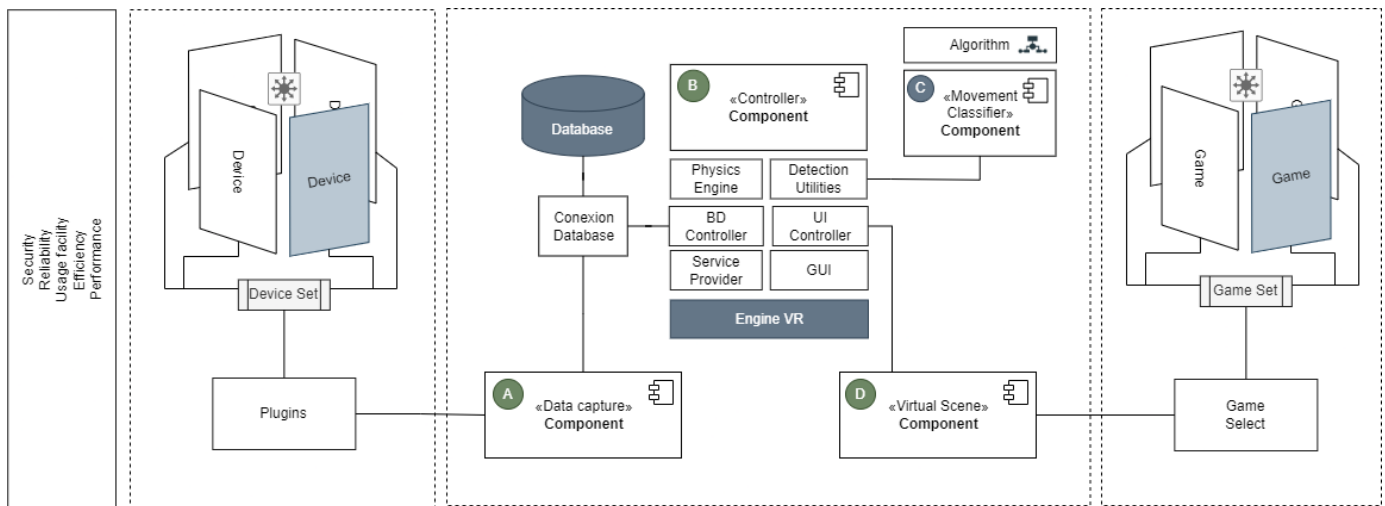 Security
Reliability
Usage facility
Efficiency
Performance
Device
Device
Device Set
Plugins
Database
Conexion
Database
A
«Data capture»
Component
B
«Controller»
Component
Physics
Engine
Detection
Utilities
BD
Controller
UI
Controller
Service
Provider
GUI
Engine VR
Algorithm
C
«Movement
Classifier»
Component
D
«Virtual Scene»
Component
Game
Game
Game Set
Game
Select